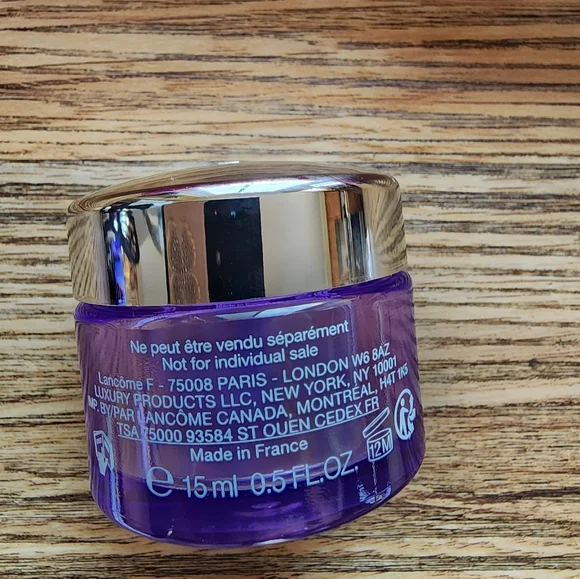 Ne peut être vendu séparément
Not for individual sale
Lancôme F - 75008 PARIS - LONDON W6 8AZ
LUXURY PRODUCTS LLC, NEW YORK, NY 10001
IMP. BY/PAR LANCÔME CANADA, MONTRÉAL, H4T 1K5
TSA 75000 93584 ST OUEN CEDEX FR
Made in France
12M
e 15 ml 0.5 FL.OZ.